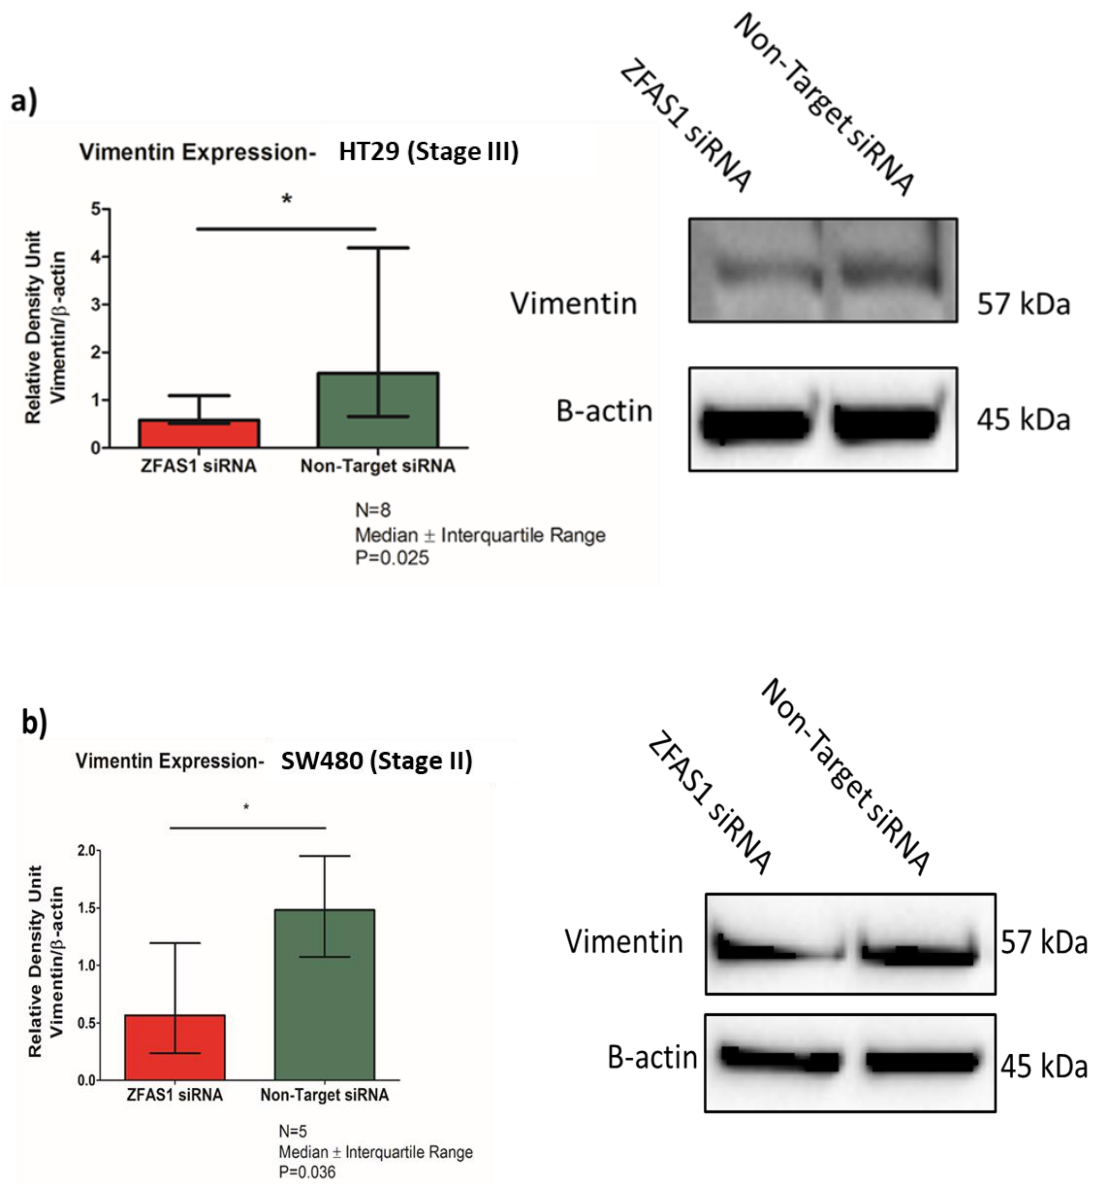 a)
Vimentin Expression- HT29 (Stage III)
*
5
4
3
2
1
0
Relative Density Unit
Vimentin/β-actin
ZFAS1 siRNA
Non-Target siRNA
N=8
Median ± Interquartile Range
P=0.025
ZFAS1 siRNA
Non-Target siRNA
Vimentin
57 kDa
B-actin
45 kDa
b)
Vimentin Expression- SW480 (Stage II)
*
2.0
1.5
1.0
0.5
0.0
Relative Density Unit
Vimentin/β-actin
ZFAS1 siRNA
Non-Target siRNA
N=5
Median ± Interquartile Range
P=0.036
ZFAS1 siRNA
Non-Target siRNA
Vimentin
57 kDa
B-actin
45 kDa